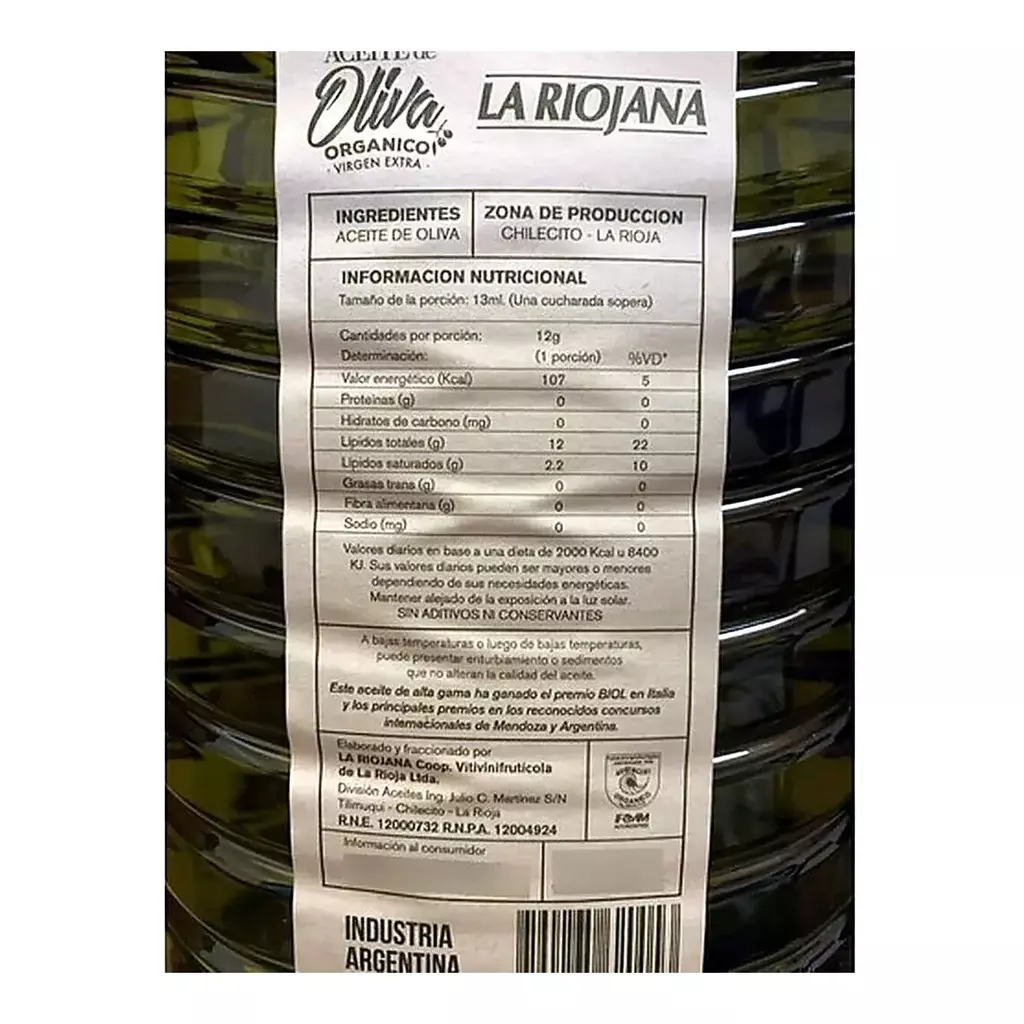 ACEITE de
Oliva
ORGANICO
· VIRGEN EXTRA ·
LA RIOJANA
INGREDIENTES
ACEITE DE OLIVA
ZONA DE PRODUCCION
CHILECITO - LA RIOJA
INFORMACION NUTRICIONAL
Tamaño de la porción: 13ml. (Una cucharada sopera)
Cantidades por porción: 12g
Determinación: (1 porción) %VD*
Valor energético (Kcal) 107 5
Proteinas (g) 0 0
Hidratos de carbono (mg) 0 0
Lípidos totales (g) 12 22
Lípidos saturados (g) 2.2 10
Grasas trans (g) 0 0
Fibra alimentaria (g) 0 0
Sodio (mg) 0 0
Valores diarios en base a una dieta de 2000 Kcal u 8400
KJ. Sus valores diarios pueden ser mayores o menores
dependiendo de sus necesidades energéticas.
Mantener alejado de la exposición a la luz solar.
SIN ADITIVOS NI CONSERVANTES
A bajas temperaturas o luego de bajas temperaturas,
puede presentar enturbiamiento o sedimentos
que no alteran la calidad del aceite.
Este aceite de alta gama ha ganado el premio BIOL en Italia
y los principales premios en los reconocidos concursos
internacionales de Mendoza y Argentina.
Elaborado y fraccionado por
LA RIOJANA Coop. Vitivinifrutícola
de La Rioja Ltda.
División Aceites Ing. Julio C. Martinez S/N
Tilimuqui - Chilecito - La Rioja
R.N.E. 12000732 R.N.P.A. 12004924
ORGANICO
IFOAM
Información al consumidor
INDUSTRIA
ARGENTINA